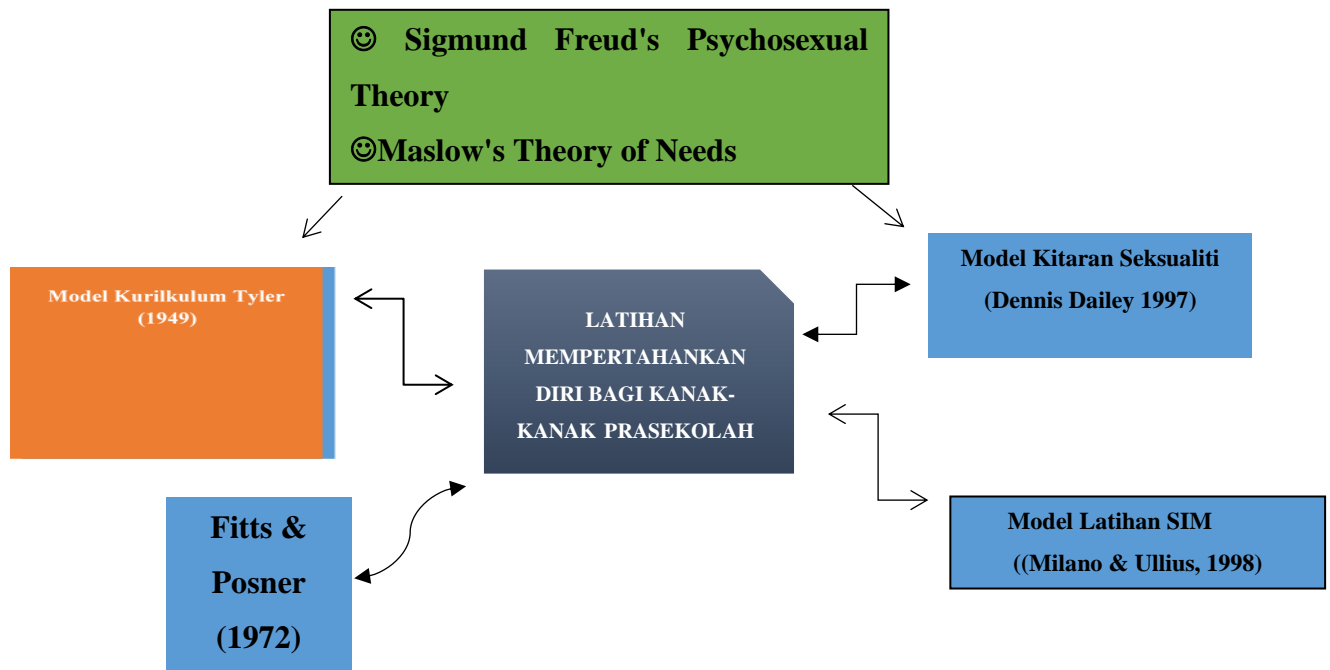 ☺ Sigmund Freud's Psychosexual
Theory
☺Maslow's Theory of Needs
Model Kurilkulum Tyler
(1949)
LATIHAN
MEMPERTAHANKAN
DIRI BAGI KANAK-
KANAK PRASEKOLAH
Model Kitaran Seksualiti
(Dennis Dailey 1997)
Fitts &
Posner
(1972)
Model Latihan SIM
((Milano & Ullius, 1998)